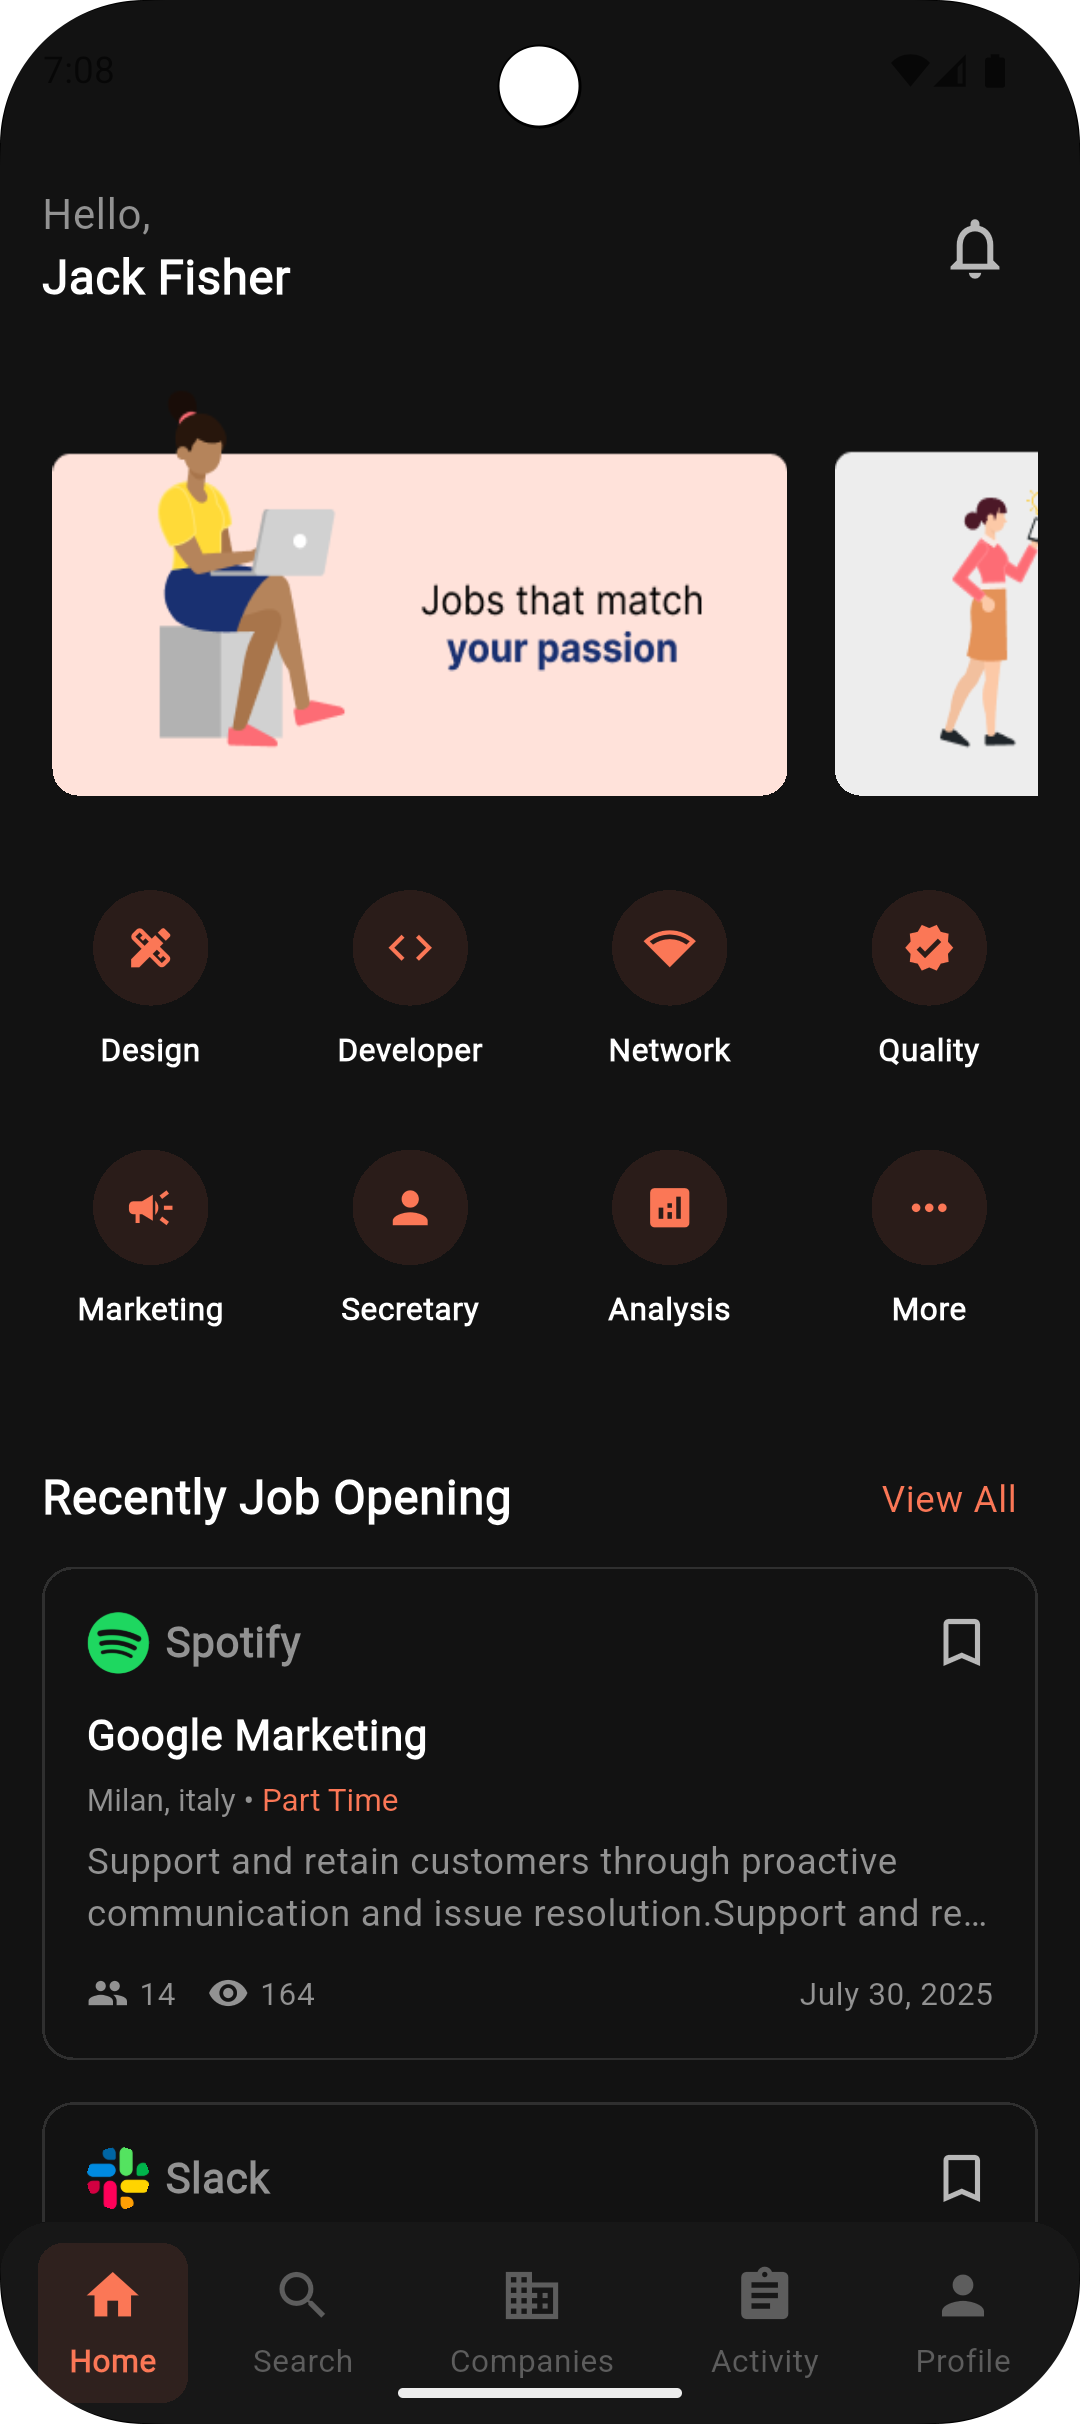 7:08
Hello,
Jack Fisher
Jobs that match
your passion
Design
Developer
Network
Quality
Marketing
Secretary
Analysis
More
Recently Job Opening
View All
Spotify
Google Marketing
Milan, italy • Part Time
Support and retain customers through proactive
communication and issue resolution.Support and re...
14
164
July 30, 2025
Slack
Home
Search
Companies
Activity
Profile